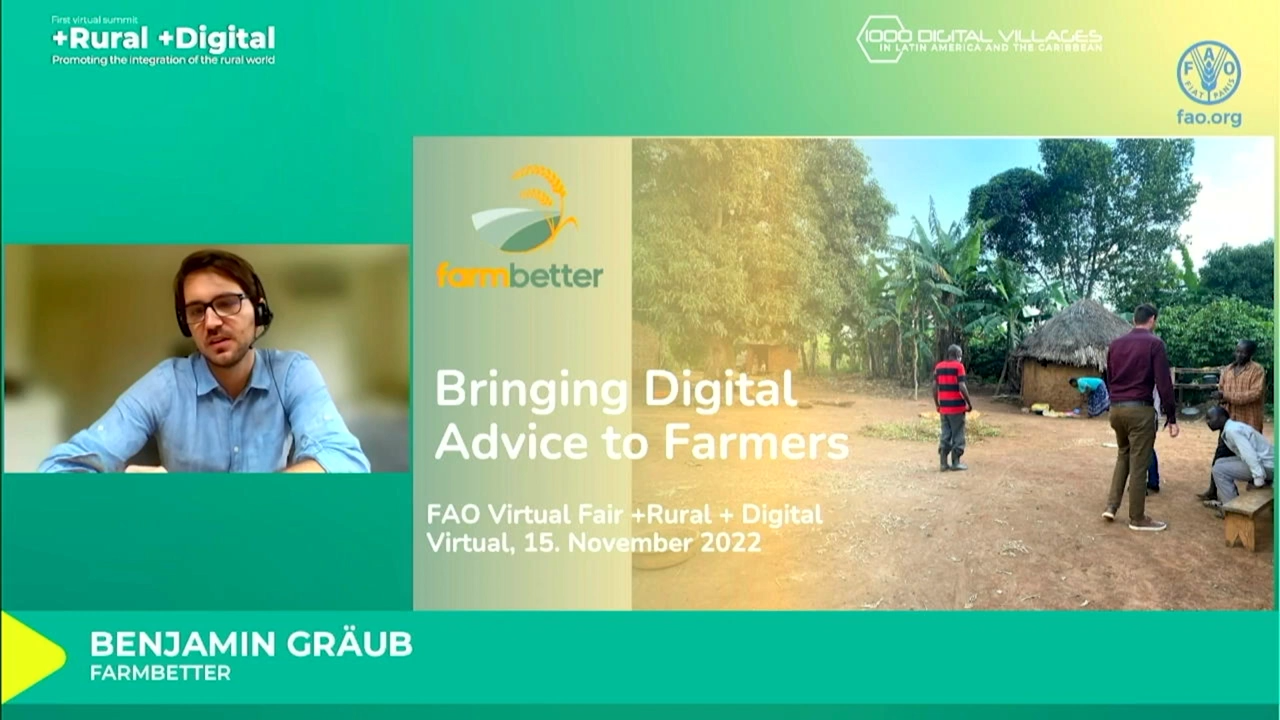 First virtual summit
+Rural +Digital
Promoting the integration of the rural world
1000 DIGITAL VILLAGES
IN LATIN AMERICA AND THE CARIBBEAN
FAO
FIAT PANIS
fao.org
farmbetter
Bringing Digital
Advice to Farmers
FAO Virtual Fair +Rural + Digital
Virtual, 15. November 2022
BENJAMIN GRÄUB
FARMBETTER